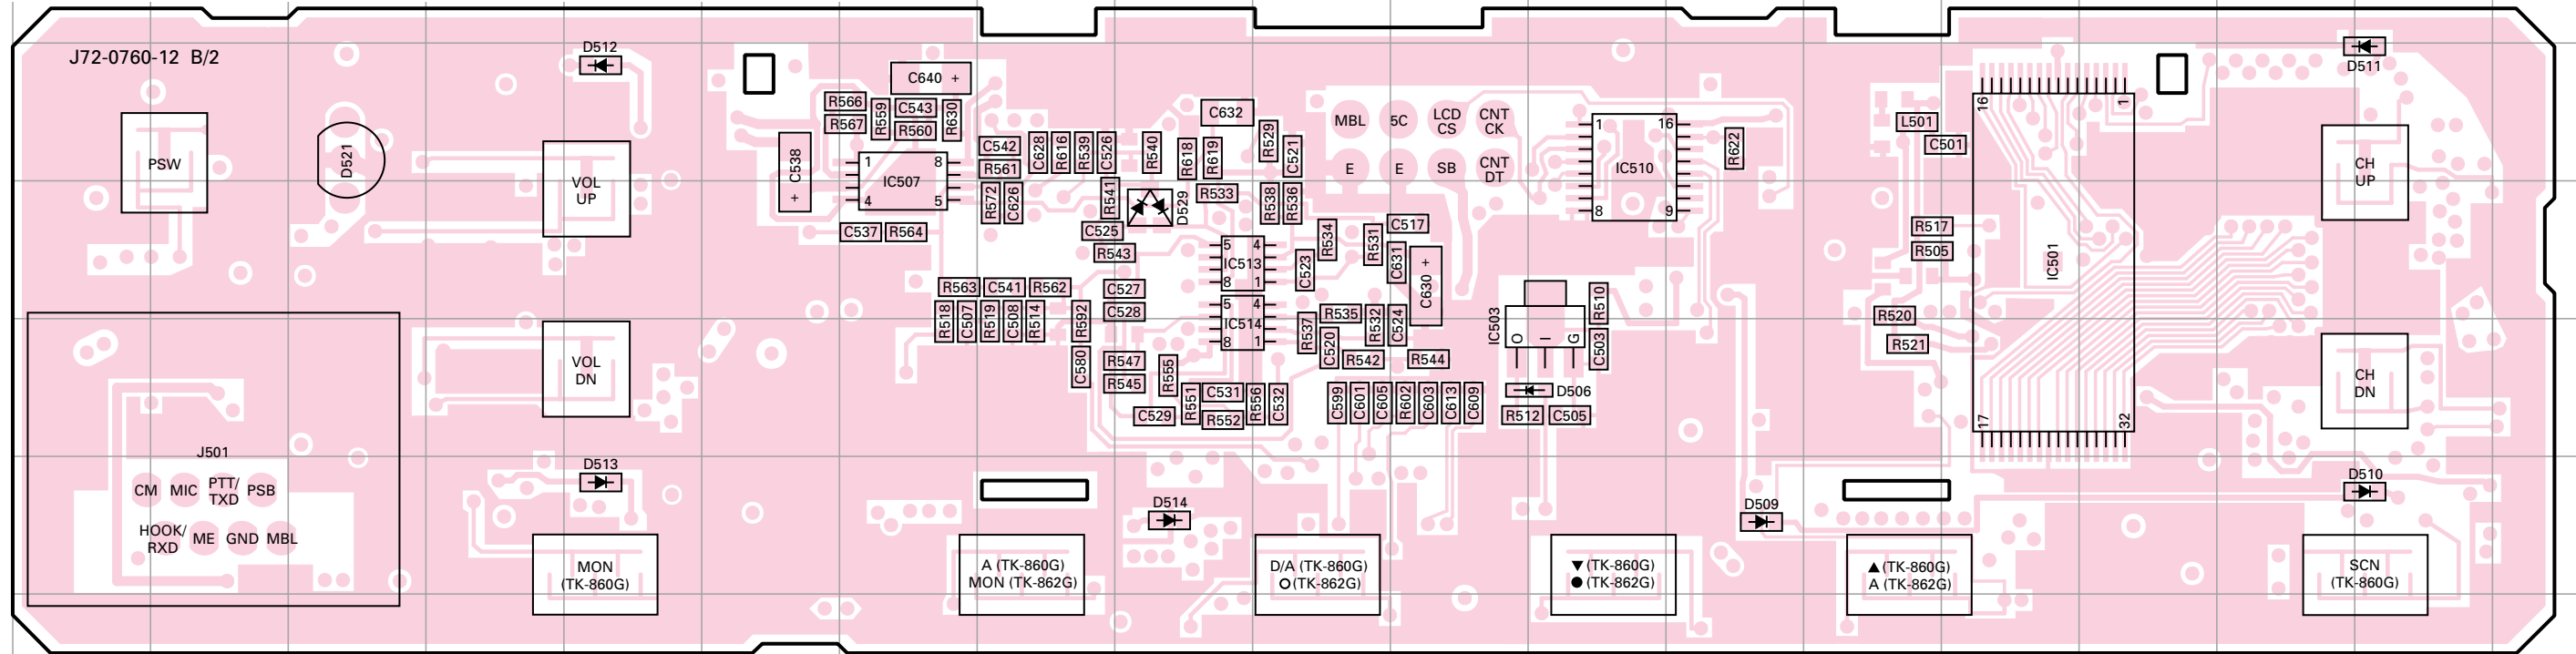 J72-0760-12 B/2
D512
D511
C640 +
R566
R567
R559
C543
R560
R630
C632
MBL
5C
LCD
CS
CNT
CK
E
E
SB
CNT
DT
1
16
8
9
IC510
R622
16
1
17
32
IC501
L501
C501
PSW
D521
VOL
UP
C538
+
1
8
4
5
IC507
C542
R561
R572
C626
C628
R616
R539
C526
R540
R618
R619
R529
C521
R541
D529
R533
R538
R536
CH
UP
C537
R564
C525
R543
5
4
IC513
8
1
C523
R534
R531
C517
C631
+
C630
R517
R505
R563
C541
R562
C527
C528
R518
C507
R519
C508
R514
R592
5
4
IC514
8
1
R537
R535
C520
R532
C524
R542
R544
IC503
O
I
G
R510
C503
R520
R521
VOL
DN
C580
R547
R545
R555
C529
R551
C531
R552
R556
C532
C599
C601
C605
R602
C603
C613
C609
D506
R512
C505
CH
DN
J501
CM
MIC
PTT/
TXD
PSB
HOOK/
RXD
ME
GND
MBL
D513
D514
D509
D510
MON
(TK-860G)
A (TK-860G)
MON (TK-862G)
D/A (TK-860G)
○(TK-862G)
▼(TK-860G)
●(TK-862G)
▲(TK-860G)
A (TK-862G)
SCN
(TK-860G)